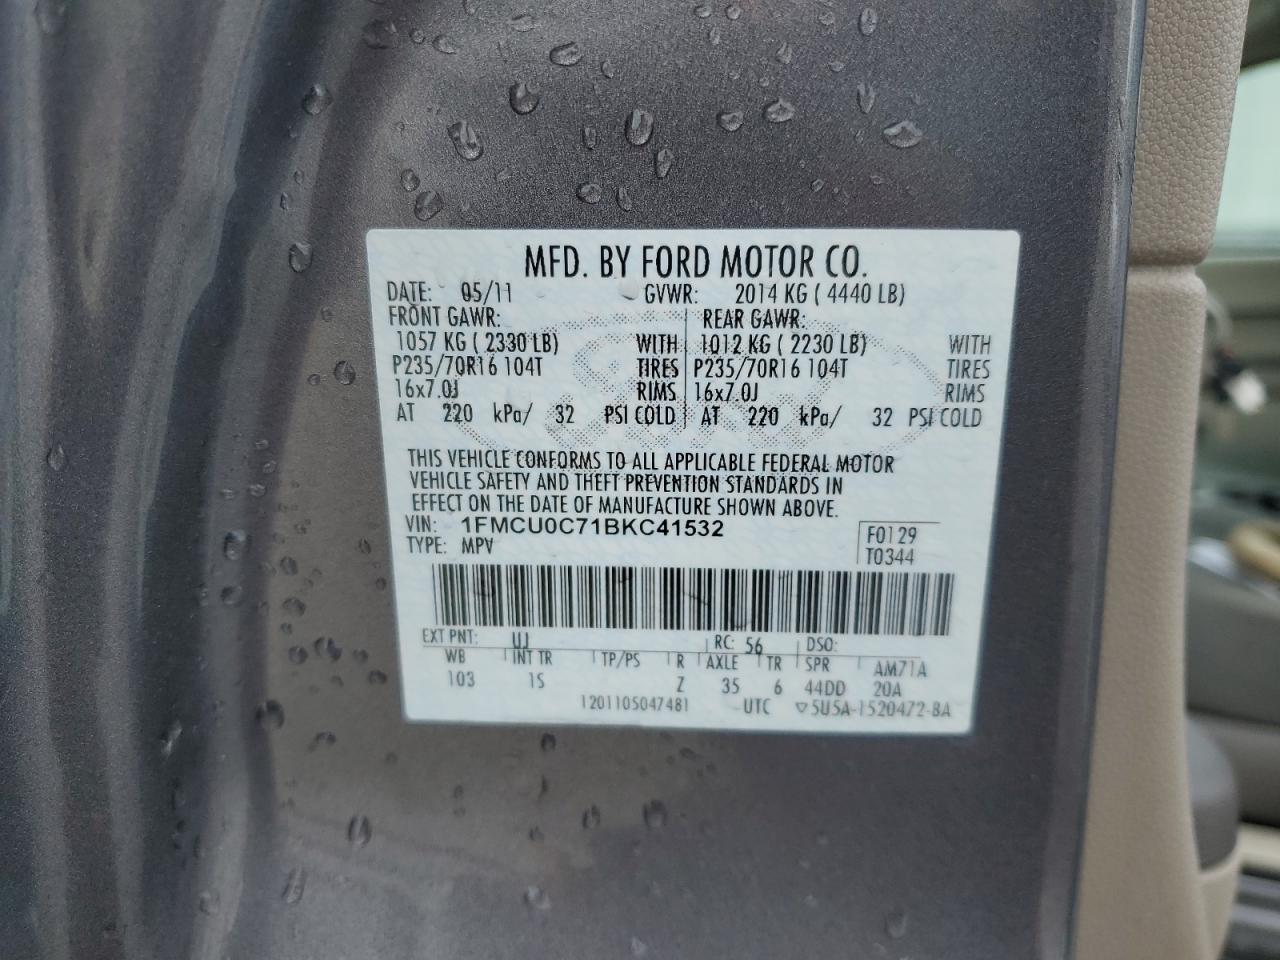 MFD. BY FORD MOTOR CO.
DATE: 05/11 GVWR: 2014 KG ( 4440 LB)
FRONT GAWR: REAR GAWR:
1057 KG ( 2330 LB) WITH 1012 KG ( 2230 LB) WITH
P235/70R16 104T TIRES P235/70R16 104T TIRES
16x7.0J RIMS 16x7.0J RIMS
AT 220 kPa/ 32 PSI COLD AT 220 kPa/ 32 PSI COLD
THIS VEHICLE CONFORMS TO ALL APPLICABLE FEDERAL MOTOR
VEHICLE SAFETY AND THEFT PREVENTION STANDARDS IN
EFFECT ON THE DATE OF MANUFACTURE SHOWN ABOVE.
VIN: 1FMCU0C71BKC41532 F0129
TYPE: MPV T0344
EXT PNT: UJ RC: 56 DSO:
WB INT TR TP/PS R AXLE TR SPR AM71A
103 1S Z 35 6 44DD 20A
1201105047481 UTC ▽5U5A-1520472-BA